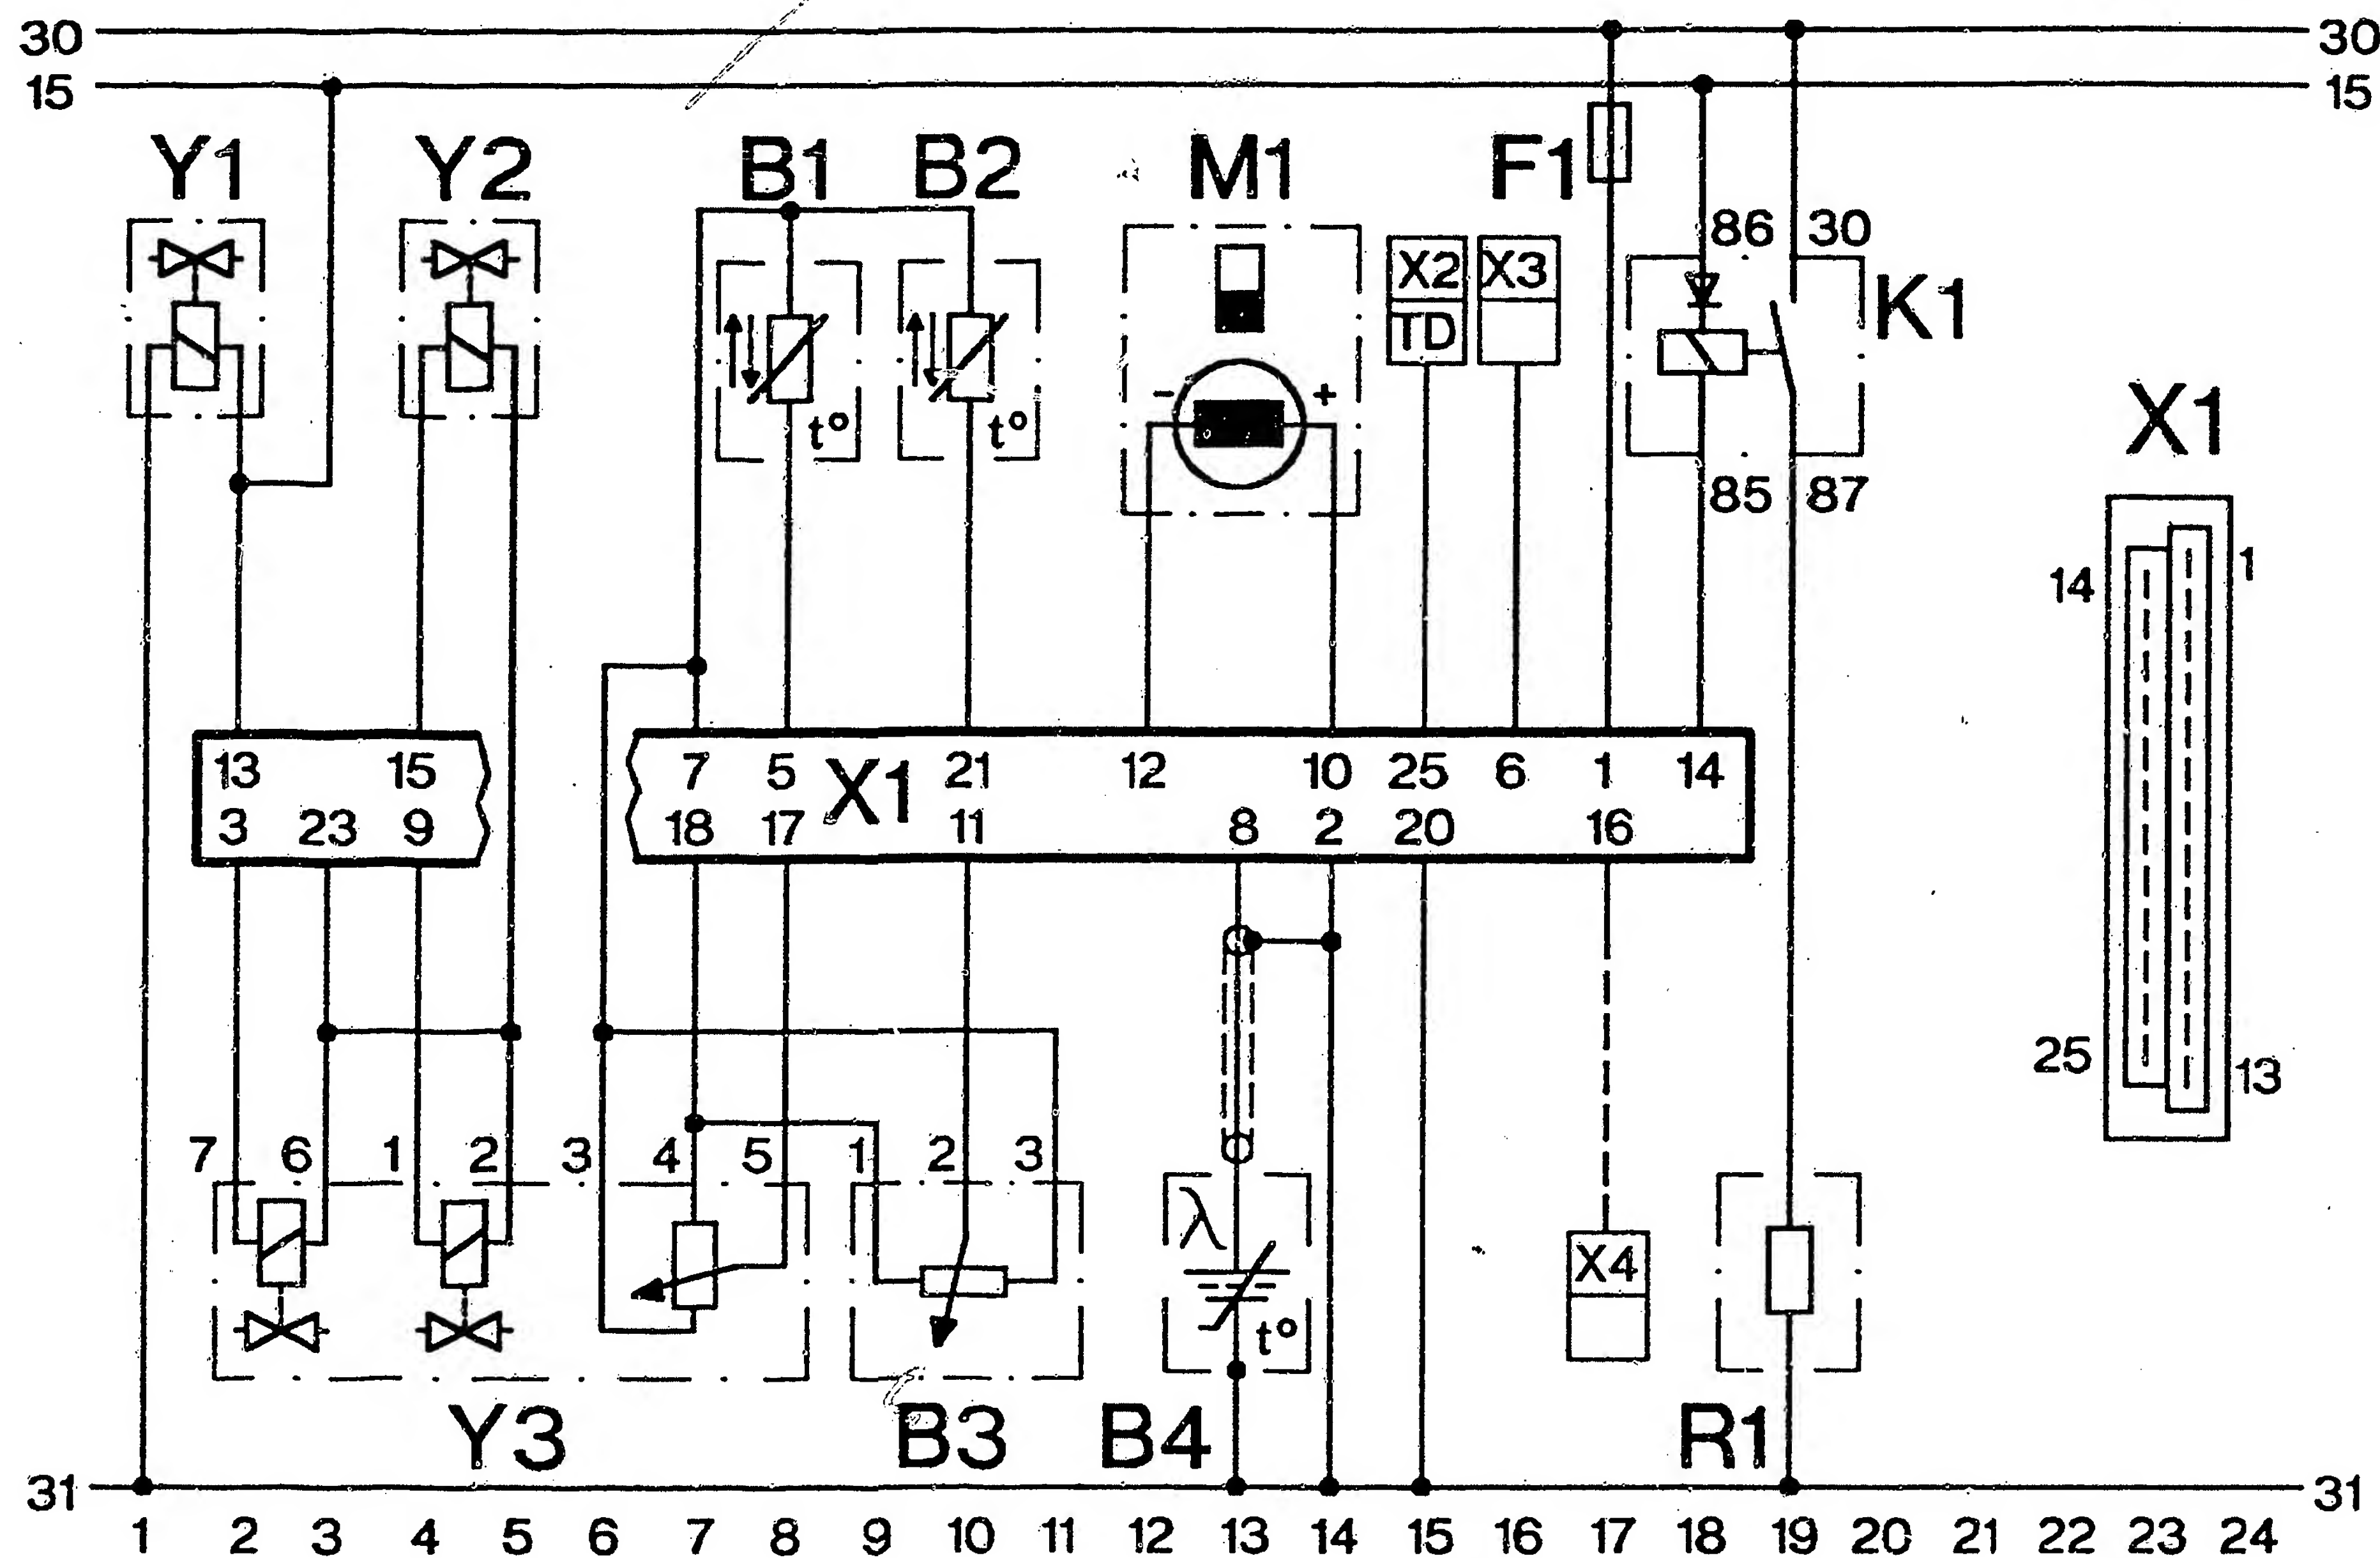 30 30
15 15
Y1 Y2 B1 B2 M1 F1
86 30
X2 X3 K1
TD
- +
t° t° X1
85 87
1
14
13 15 7 5 21 12 10 25 6 1 14
X1
3 23 9 18 17 11 8 2 20 16
25 13
7 6 1 2 3 4 5 1 2 3
λ
X4
t°
Y3 B3 B4 R1
31 31
1 2 3 4 5 6 7 8 9 10 11 12 13 14 15 16 17 18 19 20 21 22 23 24